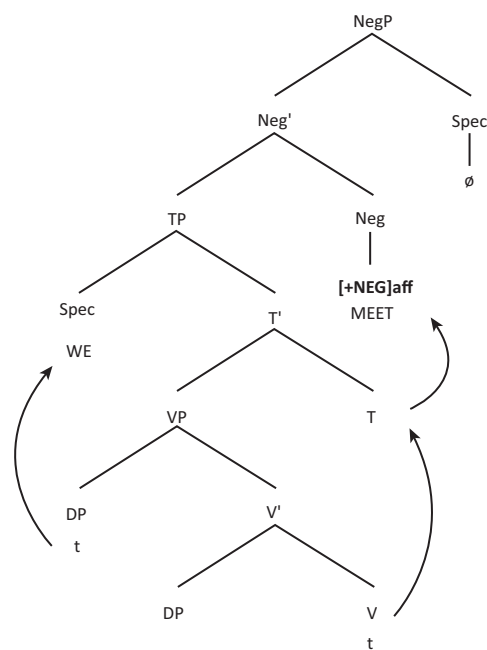 NegP
Neg' Spec
ø
TP Neg
[+NEG]aff
Spec T' MEET
WE
VP T
DP V'
t
DP V
t